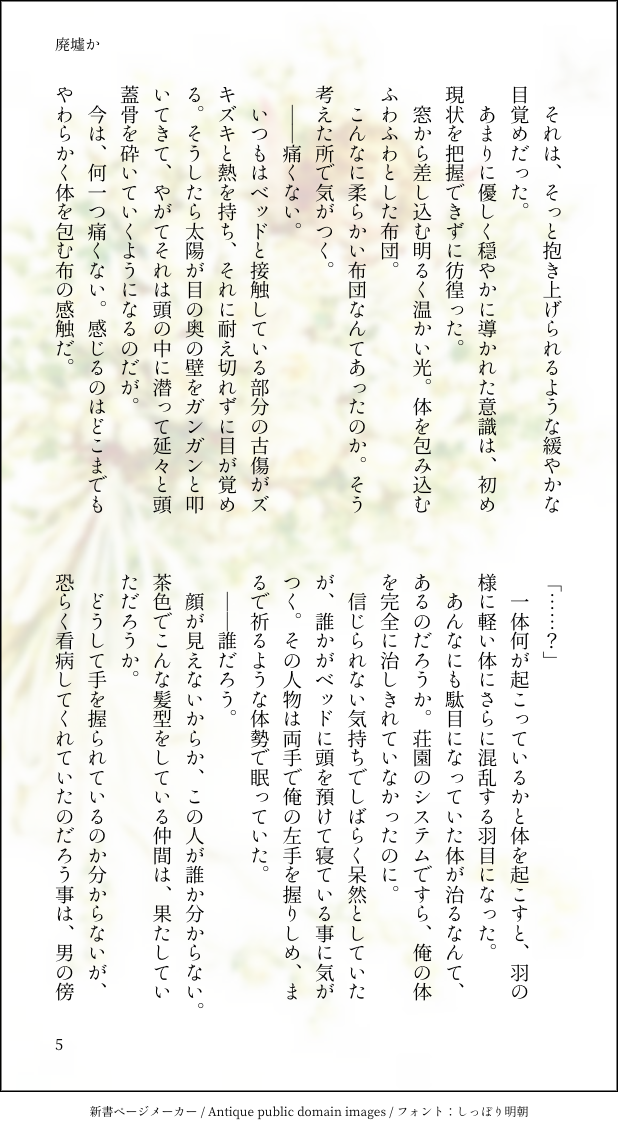 廃墟か
　それは、そっと抱き上げられるような緩やかな
目覚めだった。
　あまりに優しく穏やかに導かれた意識は、初め
現状を把握できずに彷徨った。
　窓から差し込む明るく温かい光。体を包み込む
ふわふわとした布団。
　こんなに柔らかい布団なんてあったのか。そう
考えた所で気がつく。
　――痛くない。
　いつもはベッドと接触している部分の古傷がズ
キズキと熱を持ち、それに耐え切れずに目が覚め
る。そうしたら太陽が目の奥の壁をガンガンと叩
いてきて、やがてそれは頭の中に潜って延々と頭
蓋骨を砕いていくようになるのだが。
　今は、何一つ痛くない。感じるのはどこまでも
やわらかく体を包む布の感触だ。
「……？」
　一体何が起こっているかと体を起こすと、羽の
様に軽い体にさらに混乱する羽目になった。
　あんなにも駄目になっていた体が治るなんて、
あるのだろうか。荘園のシステムですら、俺の体
を完全に治しきれていなかったのに。
　信じられない気持ちでしばらく呆然としていた
が、誰かがベッドに頭を預けて寝ている事に気が
つく。その人物は両手で俺の左手を握りしめ、ま
るで祈るような体勢で眠っていた。
　――誰だろう。
　顔が見えないからか、この人が誰か分からない。
茶色でこんな髪型をしている仲間は、果たしてい
ただろうか。
　どうして手を握られているのか分からないが、
恐らく看病してくれていたのだろう事は、男の傍
5
新書ページメーカー / Antique public domain images / フォント：しっぽり明朝